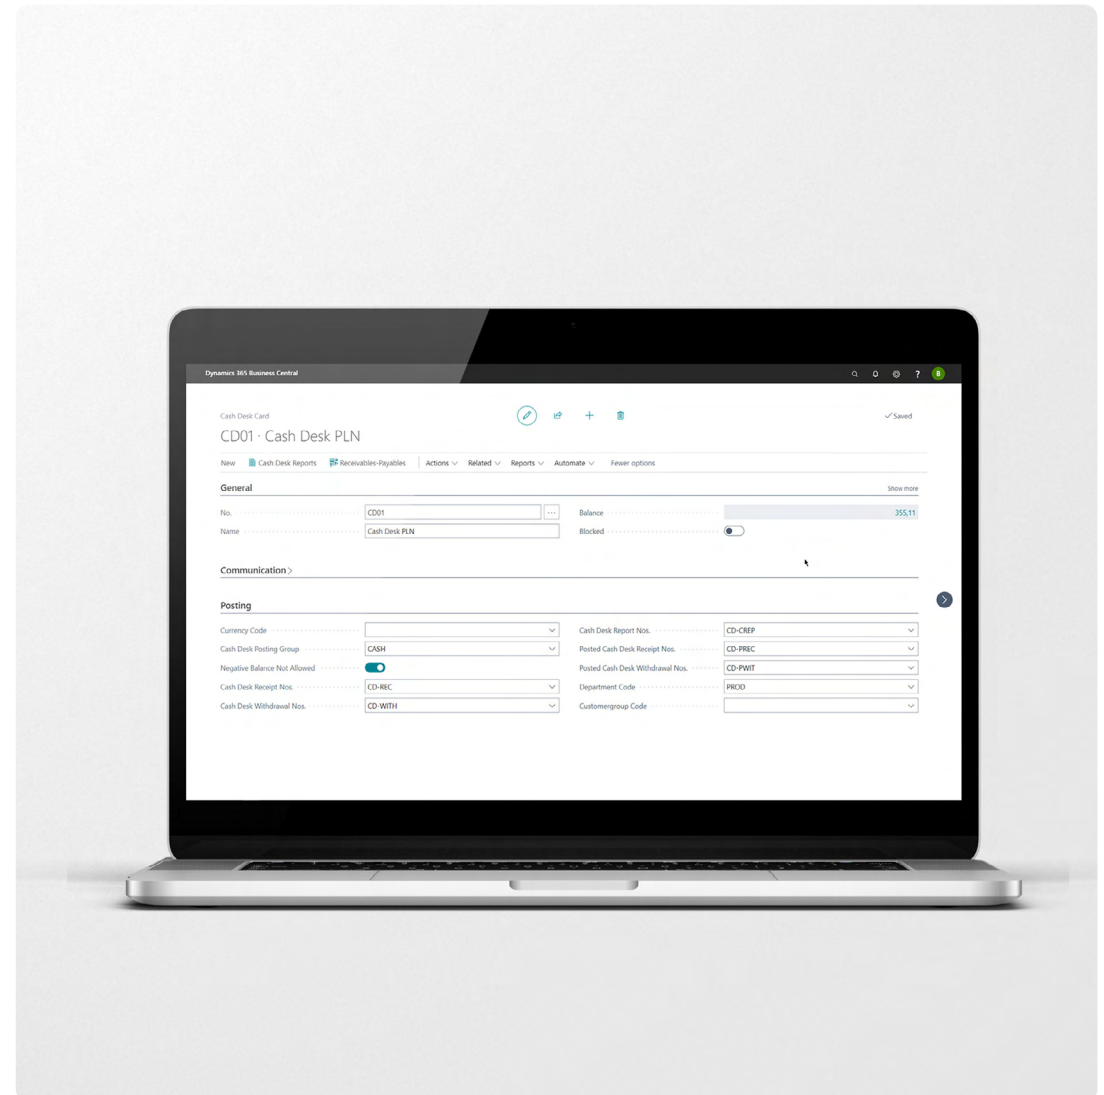 Dynamics 365 Business Central
? B
Cash Desk Card
Saved
CD01 · Cash Desk PLN
New Cash Desk Reports Receivables-Payables Actions Related Reports Automate Fewer options
General Show more
No. CD01 ... Balance 355,11
Name Cash Desk PLN Blocked
Communication >
Posting
Currency Code Cash Desk Report Nos. CD-CREP
Cash Desk Posting Group CASH Posted Cash Desk Receipt Nos. CD-PREC
Negative Balance Not Allowed Posted Cash Desk Withdrawal Nos. CD-PWIT
Cash Desk Receipt Nos. CD-REC Department Code PROD
Cash Desk Withdrawal Nos. CD-WITH Customergroup Code